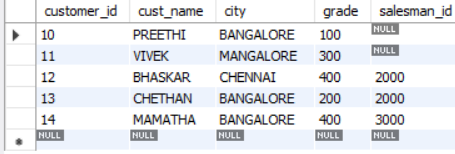 customer_id cust_name city grade salesman_id
10 PREETHI BANGALORE 100 NULL
11 VIVEK MANGALORE 300 NULL
12 BHASKAR CHENNAI 400 2000
13 CHETHAN BANGALORE 200 2000
14 MAMATHA BANGALORE 400 3000
NULL NULL NULL NULL NULL